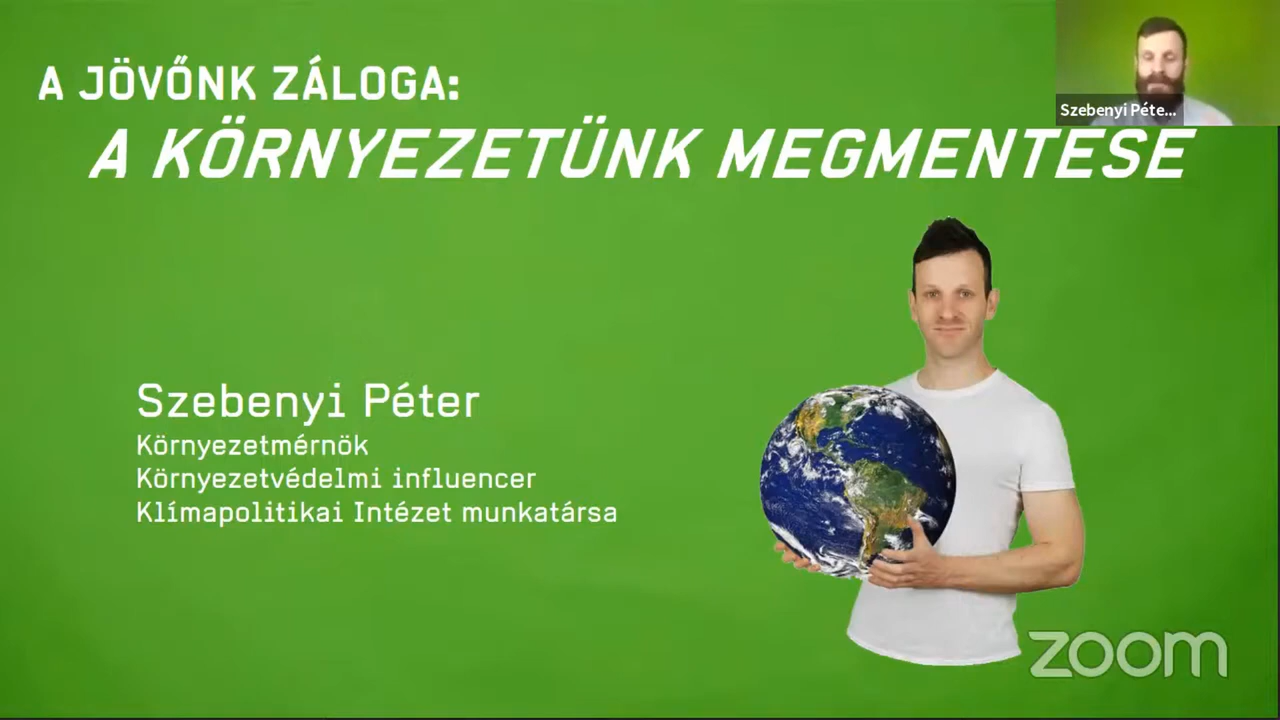 A JÖVŐNK ZÁLOGA:
A KÖRNYEZETÜNK MEGMENTÉSE
Szebenyi Péte...
Szebenyi Péter
Környezetmérnök
Környezetvédelmi influencer
Klímapolitikai Intézet munkatársa
zoom